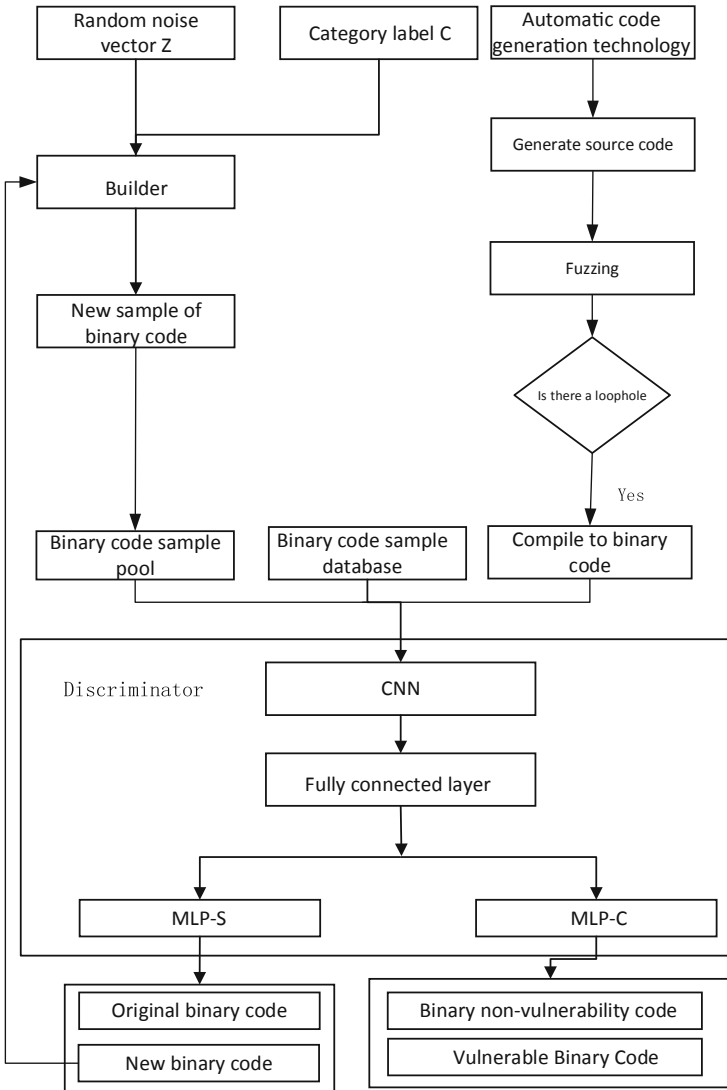 Random noise
vector Z
Category label C
Automatic code
generation technology
Generate source code
Builder
Fuzzing
New sample of
binary code
Is there a loophole
Yes
Binary code sample
pool
Binary code sample
database
Compile to binary
code
Discriminator
CNN
Fully connected layer
MLP-S
MLP-C
Original binary code
New binary code
Binary non-vulnerability code
Vulnerable Binary Code